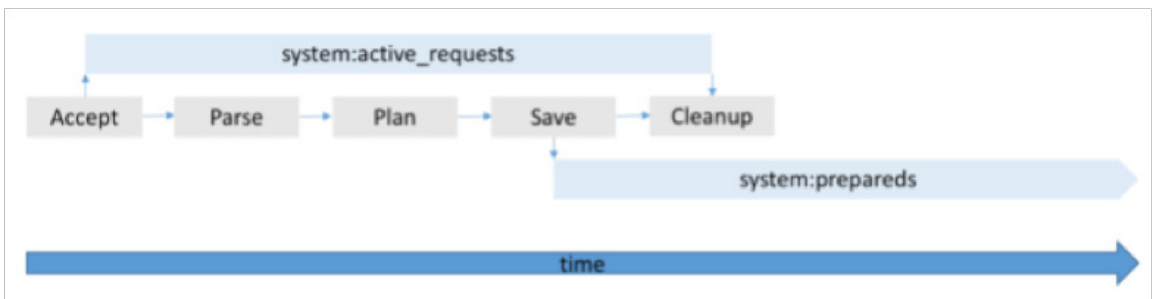 system:active_requests
Accept
Parse
Plan
Save
Cleanup
system:prepareds
time